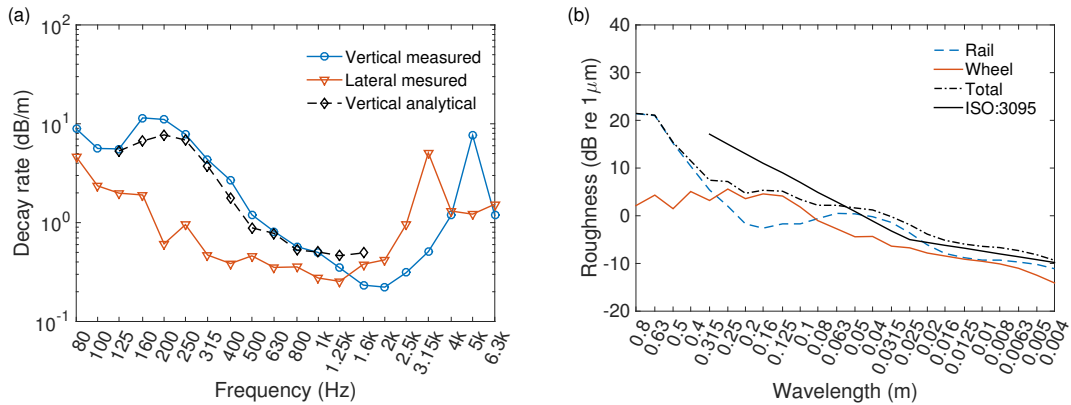 (a)
10^2
10^1
10^0
10^-1
Decay rate (dB/m)
Vertical measured
Lateral mesured
Vertical analytical
80
100
125
160
200
250
315
400
500
630
800
1k
1.25k
1.6k
2k
2.5k
3.15k
4k
5k
6.3k
Frequency (Hz)
(b)
40
30
20
10
0
-10
-20
Roughness (dB re 1μm)
Rail
Wheel
Total
ISO:3095
0.8
0.63
0.5
0.4
0.315
0.25
0.2
0.16
0.125
0.1
0.08
0.063
0.05
0.04
0.0315
0.025
0.02
0.016
0.0125
0.01
0.008
0.0063
0.005
0.004
Wavelength (m)